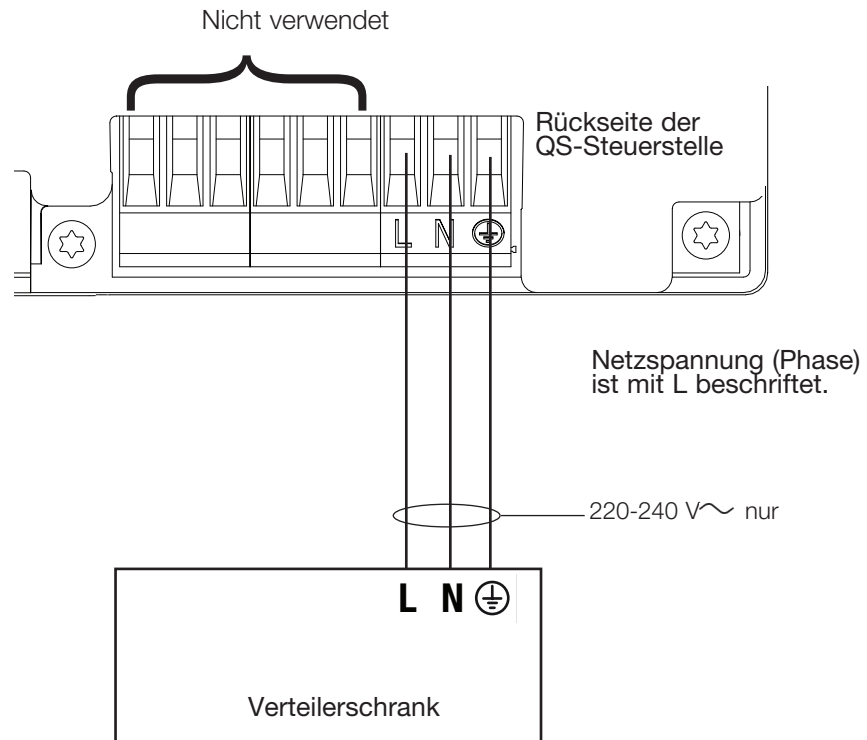 Nicht verwendet
Rückseite der
QS-Steuerstelle
L N
Netzspannung (Phase)
ist mit L beschriftet.
220-240 V~ nur
L N
Verteilerschrank